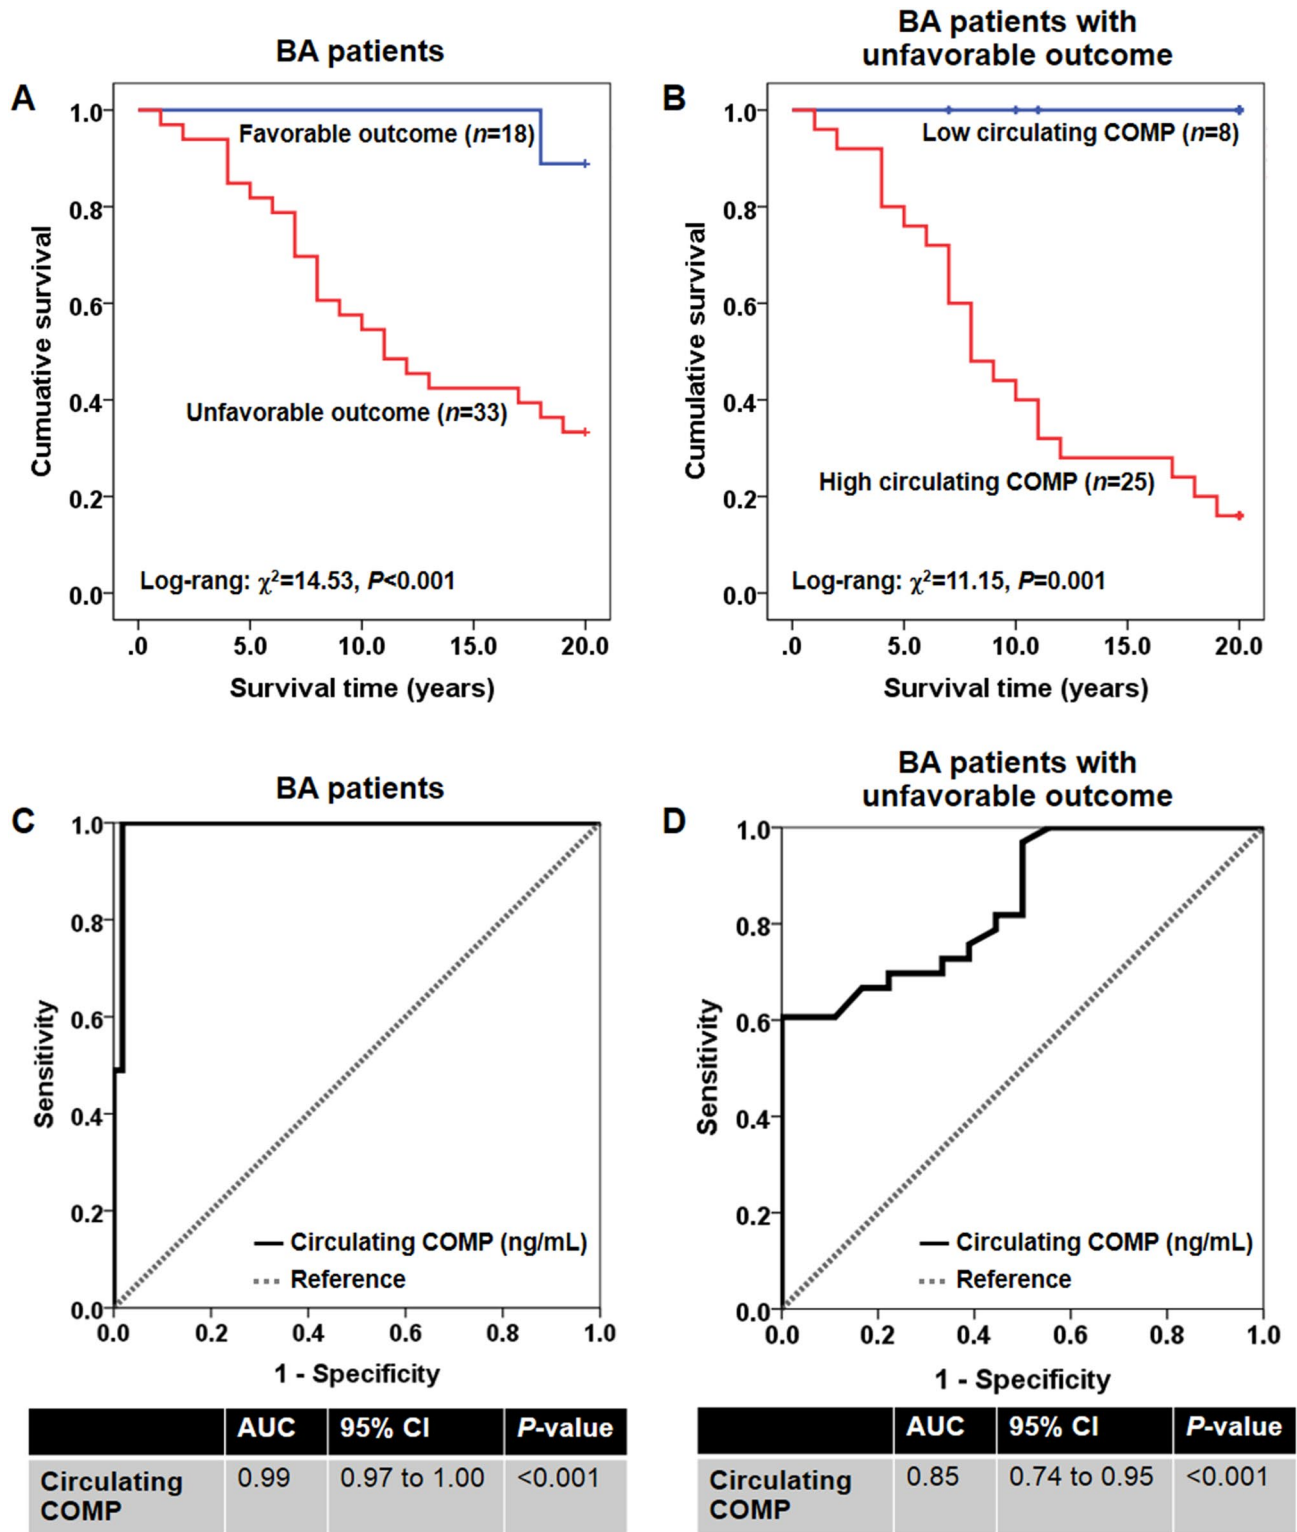 A
BA patients
1.0
0.8
0.6
0.4
0.2
0.0
Cumuative survival
Favorable outcome (n=18)
Unfavorable outcome (n=33)
Log-rang: χ²=14.53, P<0.001
.0 5.0 10.0 15.0 20.0
Survival time (years)
B
BA patients with
unfavorable outcome
1.0
0.8
0.6
0.4
0.2
0.0
Cumulative survival
Low circulating COMP (n=8)
High circulating COMP (n=25)
Log-rang: χ²=11.15, P=0.001
.0 5.0 10.0 15.0 20.0
Survival time (years)
C
BA patients
1.0
0.8
0.6
0.4
0.2
0.0
Sensitivity
Circulating COMP (ng/mL)
Reference
0.0 0.2 0.4 0.6 0.8 1.0
1 - Specificity
AUC 95% CI P-value
Circulating 0.99 0.97 to 1.00 <0.001
COMP
D
BA patients with
unfavorable outcome
1.0
0.8
0.6
0.4
0.2
0.0
Sensitivity
Circulating COMP (ng/mL)
Reference
0.0 0.2 0.4 0.6 0.8 1.0
1 - Specificity
AUC 95% CI P-value
Circulating 0.85 0.74 to 0.95 <0.001
COMP